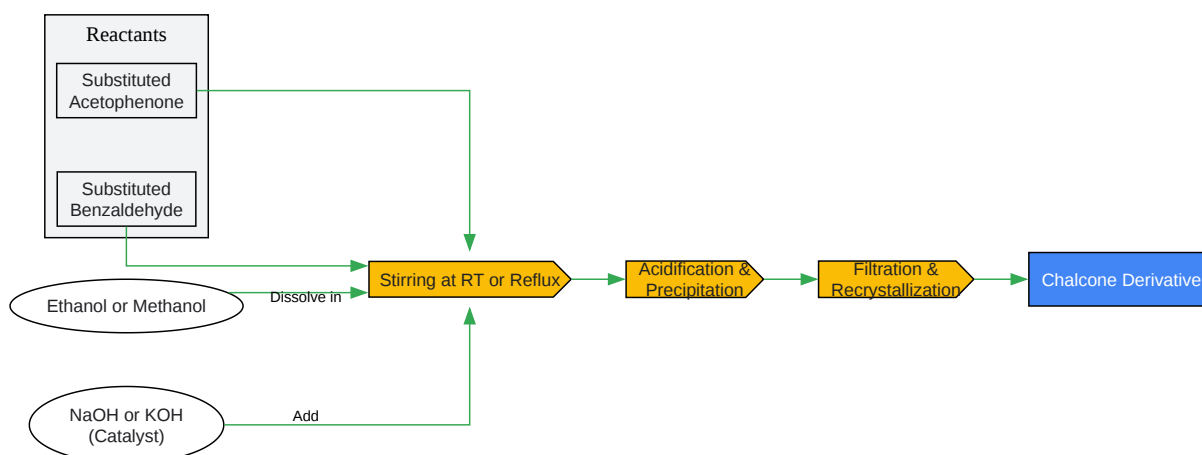 Reactants
Substituted
Acetophenone
Substituted
Benzaldehyde
Ethanol or Methanol
Dissolve in
NaOH or KOH
(Catalyst)
Add
Stirring at RT or Reflux
Acidification &
Precipitation
Filtration &
Recrystallization
Chalcone Derivative